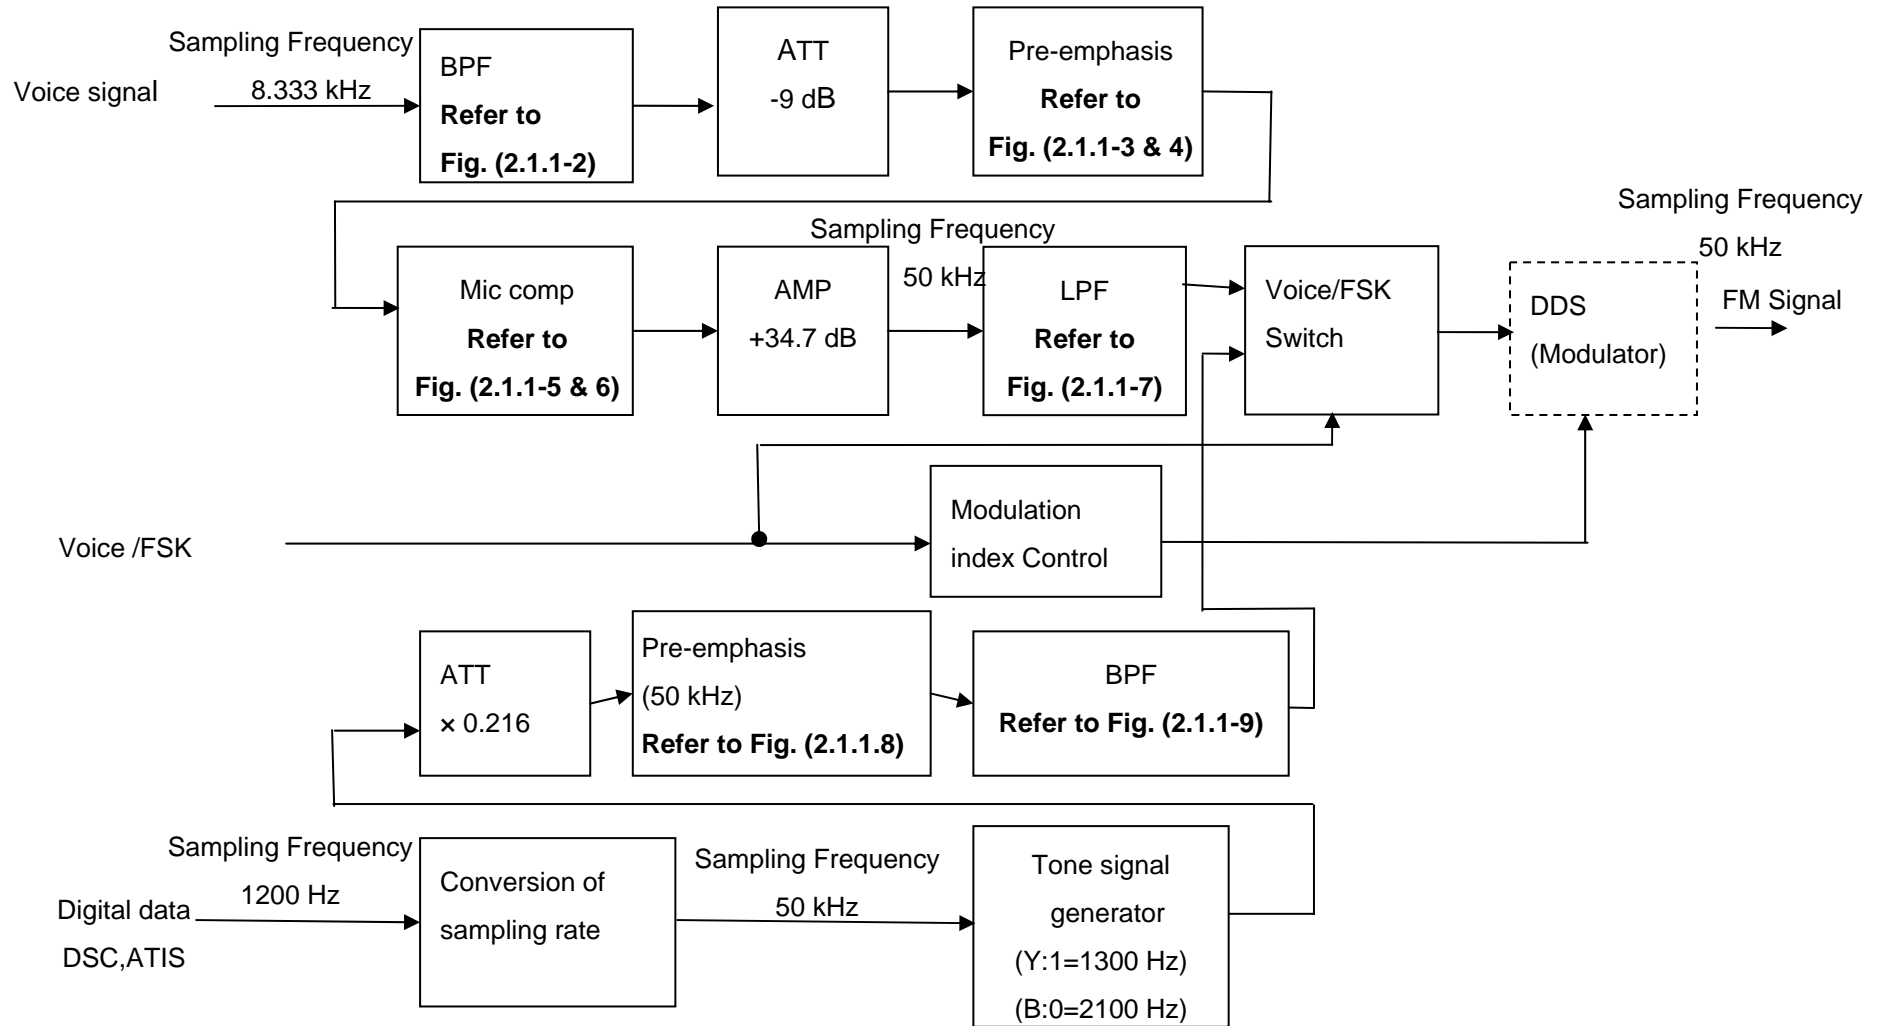 Sampling Frequency
8.333 kHz
Voice signal
BPF
Refer to
Fig. (2.1.1-2)
ATT
-9 dB
Pre-emphasis
Refer to
Fig. (2.1.1-3 & 4)
Mic comp
Refer to
Fig. (2.1.1-5 & 6)
AMP
+34.7 dB
Sampling Frequency
50 kHz
LPF
Refer to
Fig. (2.1.1-7)
Voice/FSK
Switch
DDS
(Modulator)
Sampling Frequency
50 kHz
FM Signal
Voice /FSK
Modulation
index Control
ATT
× 0.216
Pre-emphasis
(50 kHz)
Refer to Fig. (2.1.1.8)
BPF
Refer to Fig. (2.1.1-9)
Sampling Frequency
1200 Hz
Digital data
DSC,ATIS
Conversion of
sampling rate
Sampling Frequency
50 kHz
Tone signal
generator
(Y:1=1300 Hz)
(B:0=2100 Hz)